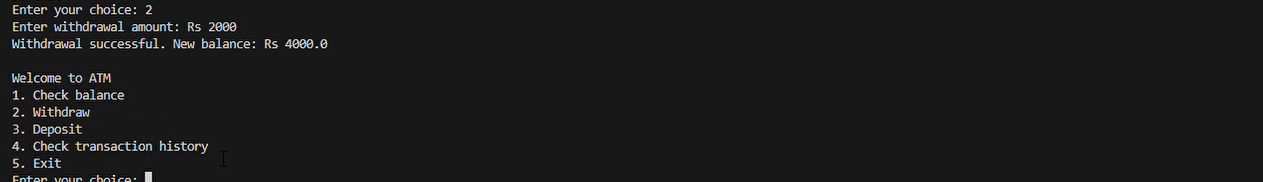 Enter your choice: 2
Enter withdrawal amount: Rs 2000
Withdrawal successful. New balance: Rs 4000.0
Welcome to ATM
1. Check balance
2. Withdraw
3. Deposit
4. Check transaction history
5. Exit
Enter your choice: